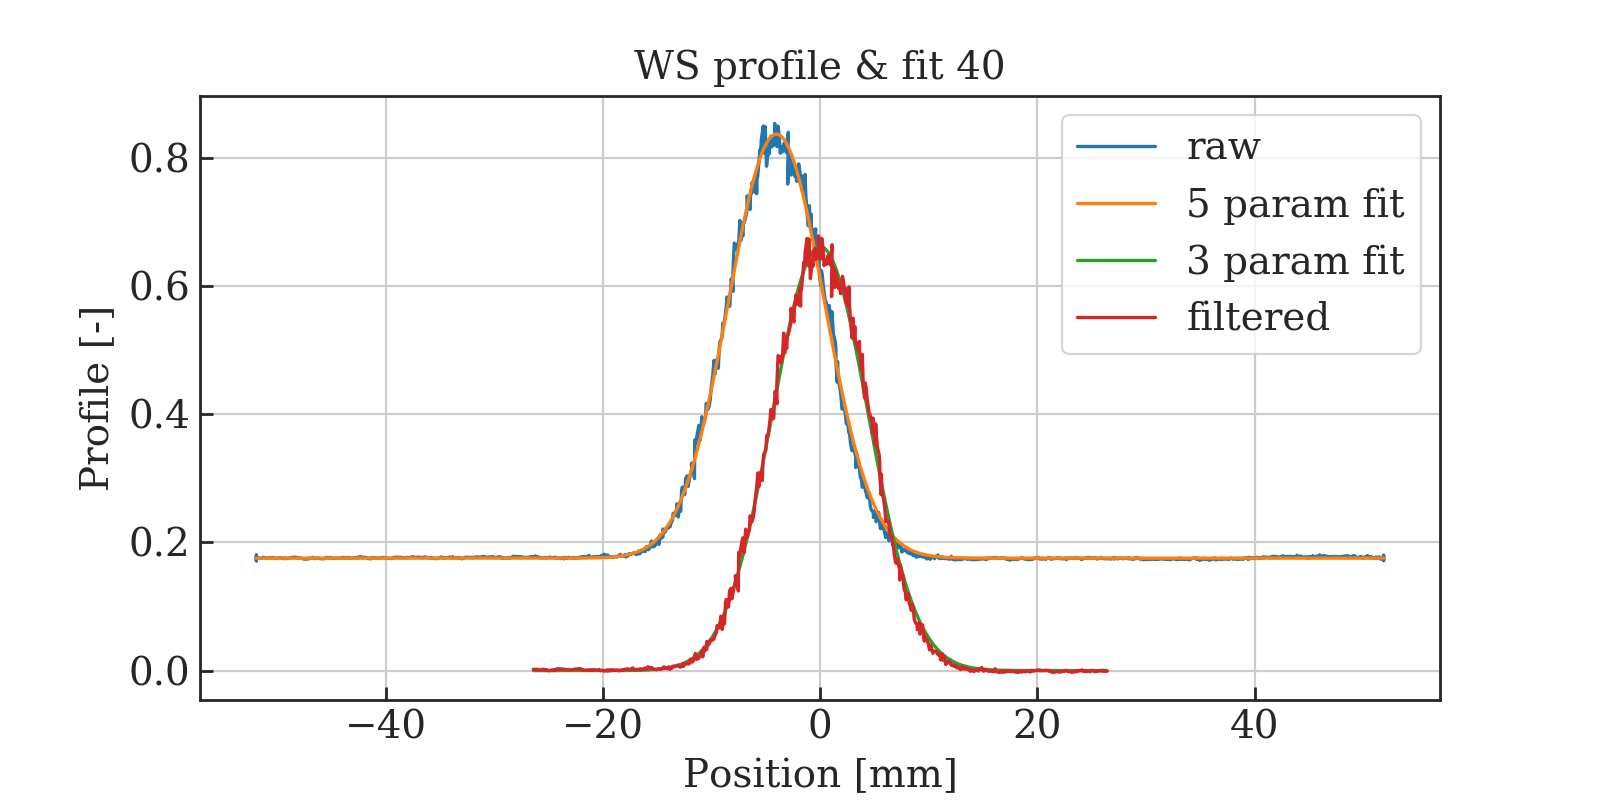 WS profile & fit 40
raw
5 param fit
3 param fit
filtered
Profile [-]
0.8
0.6
0.4
0.2
0.0
−40
−20
0
20
40
Position [mm]